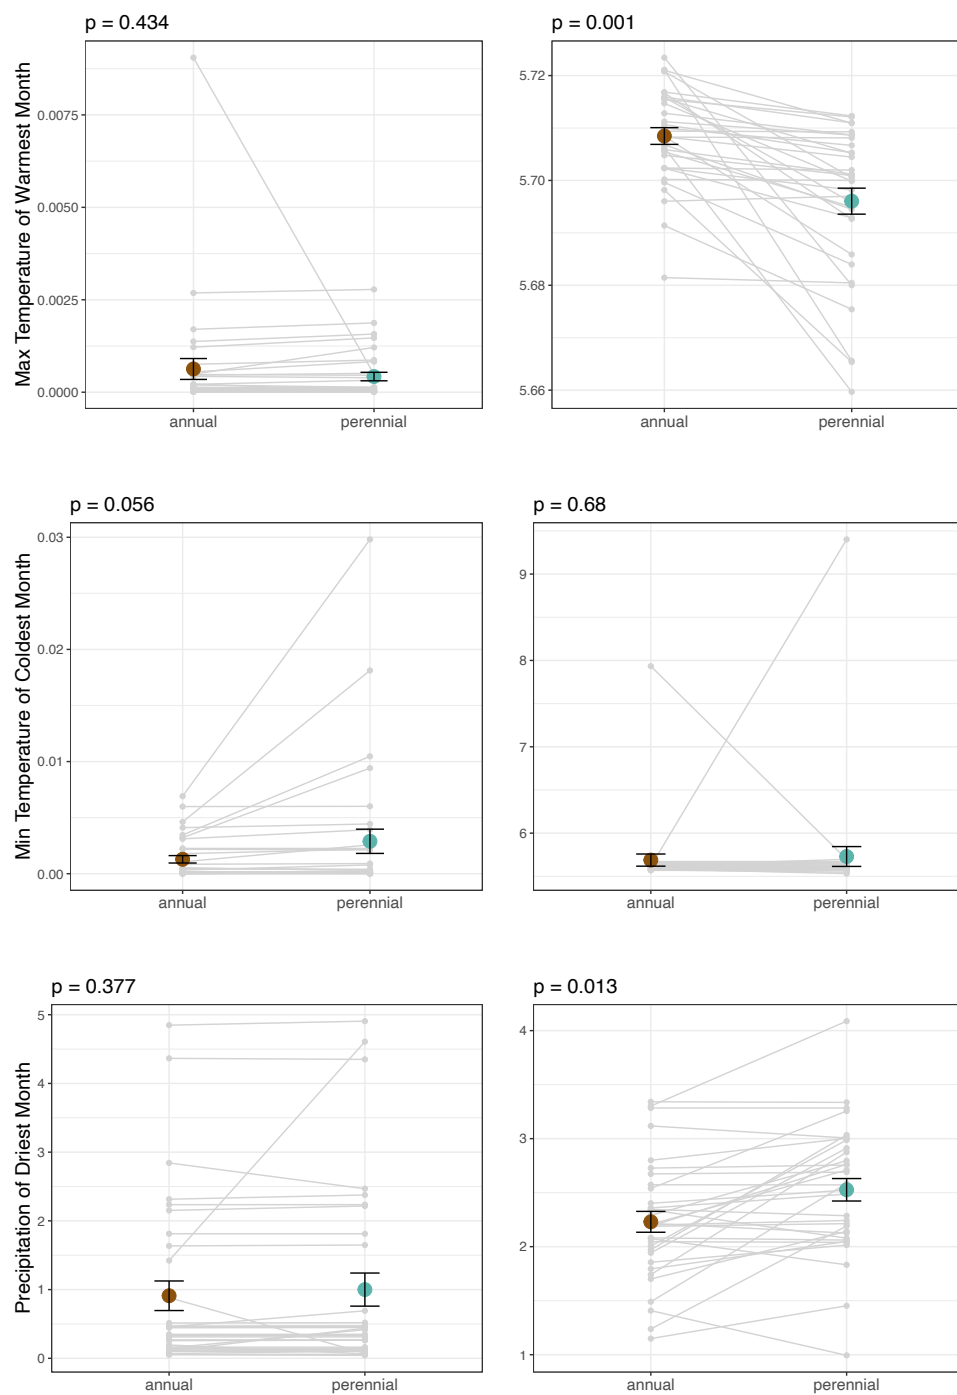 p = 0.434
Max Temperature of Warmest Month
0.0075
0.0050
0.0025
0.0000
annual perennial
p = 0.001
5.72
5.70
5.68
5.66
annual perennial
p = 0.056
Min Temperature of Coldest Month
0.03
0.02
0.01
0.00
annual perennial
p = 0.68
9
8
7
6
annual perennial
p = 0.377
Precipitation of Driest Month
5
4
3
2
1
0
annual perennial
p = 0.013
4
3
2
1
annual perennial